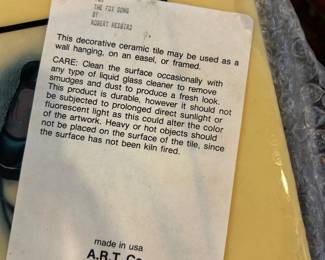 THE FOX SONG
BY
ROBERT REDBIRD
This decorative ceramic tile may be used as a
wall hanging, on an easel, or framed.
CARE: Clean the surface occasionally with
any type of liquid glass cleaner to remove
smudges and dust to produce a fresh look.
This product is durable, however it should not
be subjected to prolonged direct sunlight or
fluorescent light as this could alter the color
of the artwork. Heavy or hot objects should
not be placed on the surface of the tile, since
the surface has not been kiln fired.
made in usa
A.R.T. Co